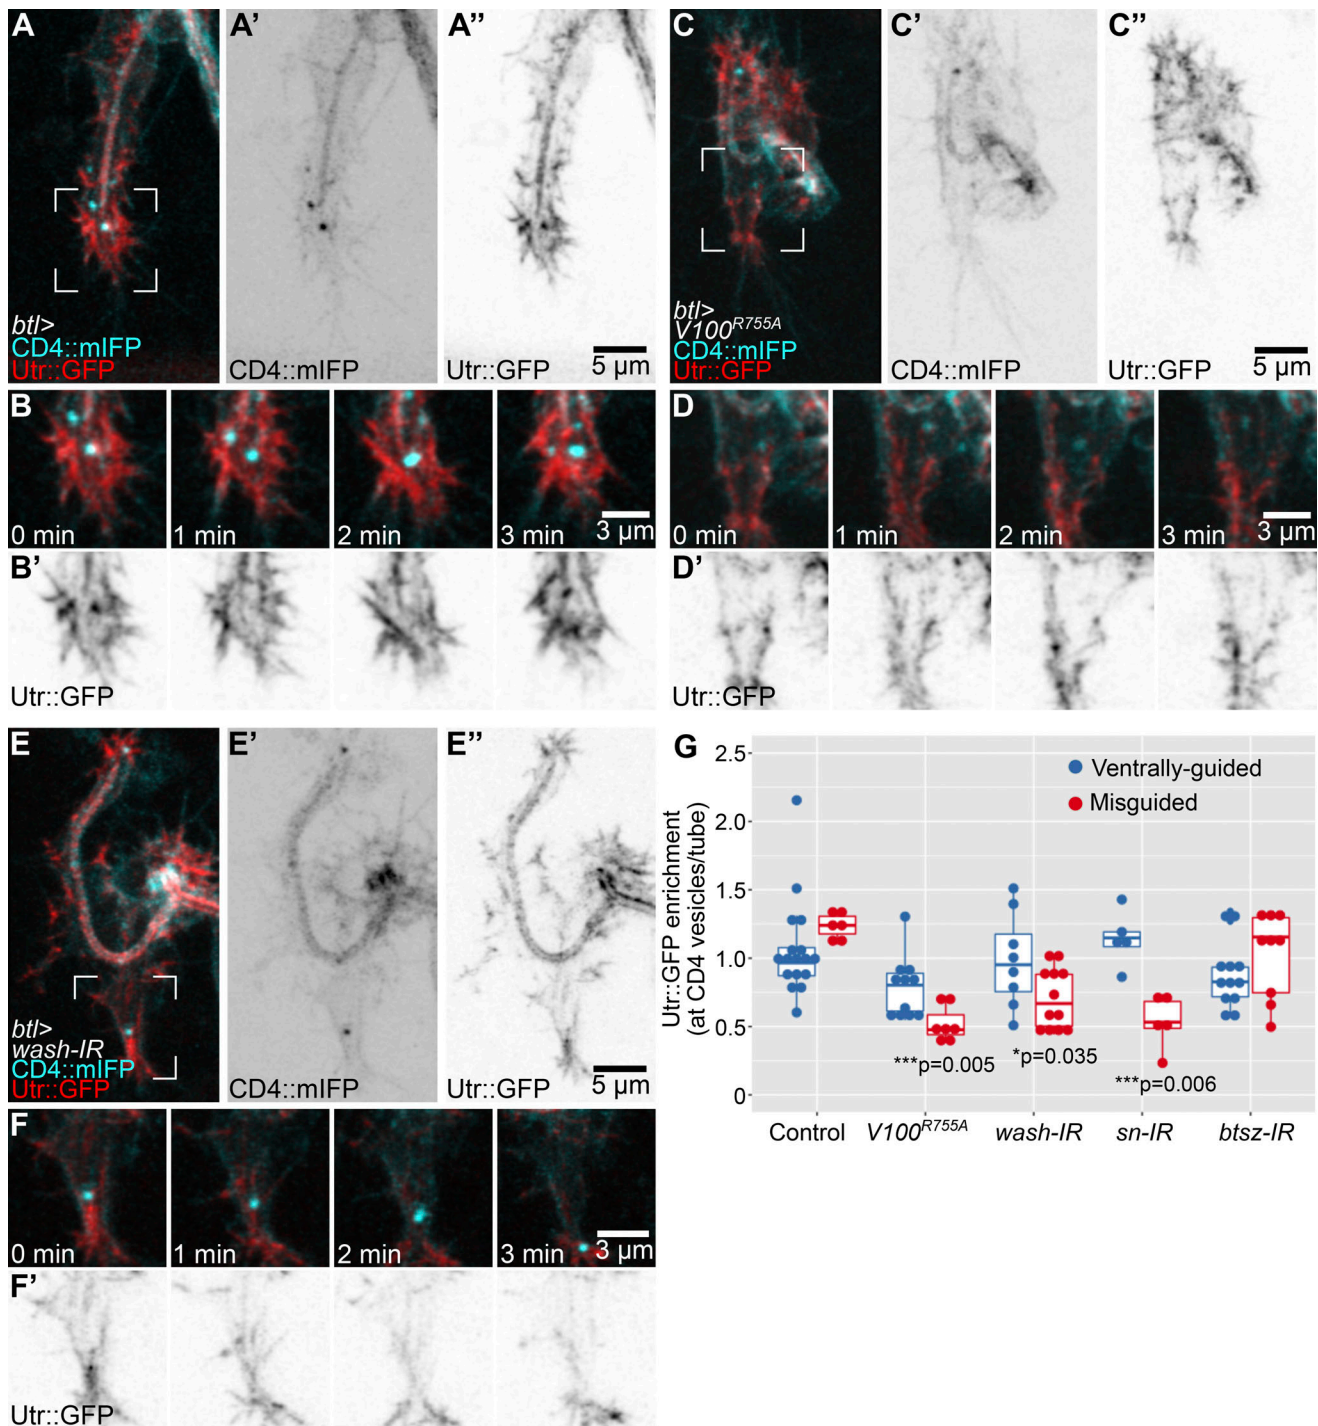 A
btl>
CD4::mIFP
Utr::GFP
A’
CD4::mIFP
A’’
Utr::GFP
5 µm
C
btl>
V100R755A
CD4::mIFP
Utr::GFP
C’
CD4::mIFP
C’’
Utr::GFP
5 µm
B
0 min
1 min
2 min
3 min
3 µm
B’
Utr::GFP
D
0 min
1 min
2 min
3 min
3 µm
D’
Utr::GFP
E
btl>
wash-IR
CD4::mIFP
Utr::GFP
E’
CD4::mIFP
E’’
Utr::GFP
5 µm
F
0 min
1 min
2 min
3 min
3 µm
F’
Utr::GFP
G
Utr::GFP enrichment
(at CD4 vesicles/tube)
2.5
2.0
1.5
1.0
0.5
0
Ventrally-guided
Misguided
***p=0.005
*p=0.035
***p=0.006
Control
V100R755A
wash-IR
sn-IR
btsz-IR